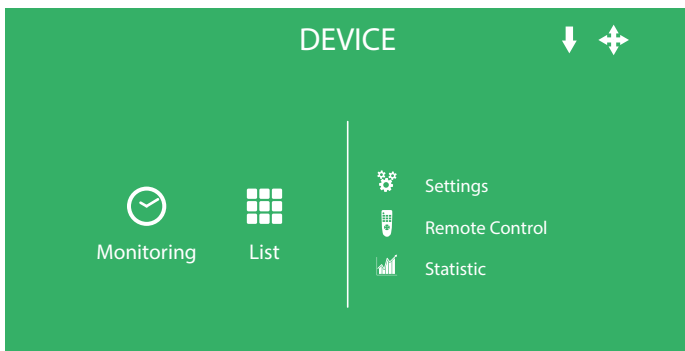 DEVICE
Monitoring
List
Settings
Remote Control
Statistic